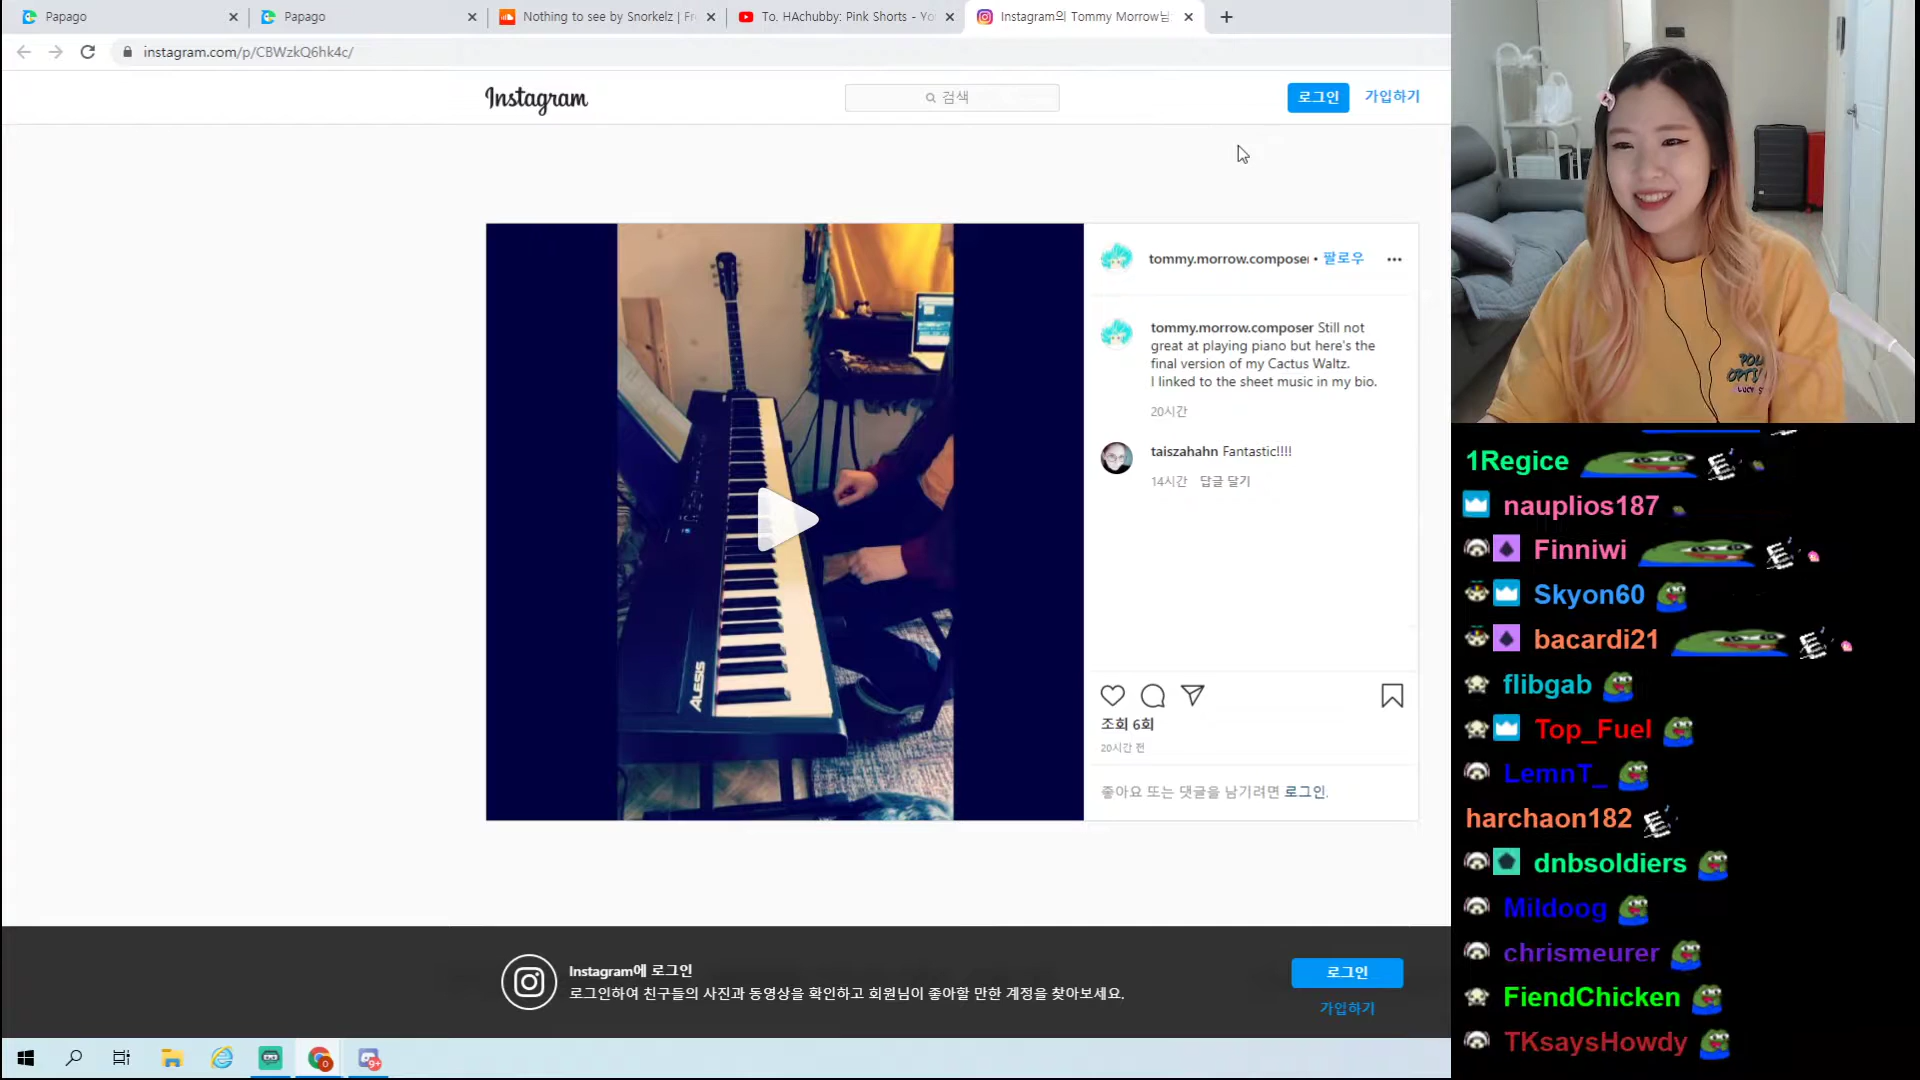 Papago
Papago
Nothing to see by Snorkelz | Fr
To. HAchubby: Pink Shorts - Yo
Instagram의 Tommy Morrow님
instagram.com/p/CBWzkQ6hk4c/
Instagram
검색
로그인
가입하기
tommy.morrow.composer • 팔로우
tommy.morrow.composer Still not
great at playing piano but here's the
final version of my Cactus Waltz.
I linked to the sheet music in my bio.
20시간
taiszahahn Fantastic!!!!
14시간 답글 달기
조회 6회
20시간 전
좋아요 또는 댓글을 남기려면 로그인.
ALESIS
Instagram에 로그인
로그인하여 친구들의 사진과 동영상을 확인하고 회원님이 좋아할 만한 계정을 찾아보세요.
로그인
가입하기
9+
1Regice
nauplios187
Finniwi
Skyon60
bacardi21
flibgab
Top_Fuel
LemnT_
harchaon182
dnbsoldiers
Mildoog
chrismeurer
FiendChicken
TKsaysHowdy